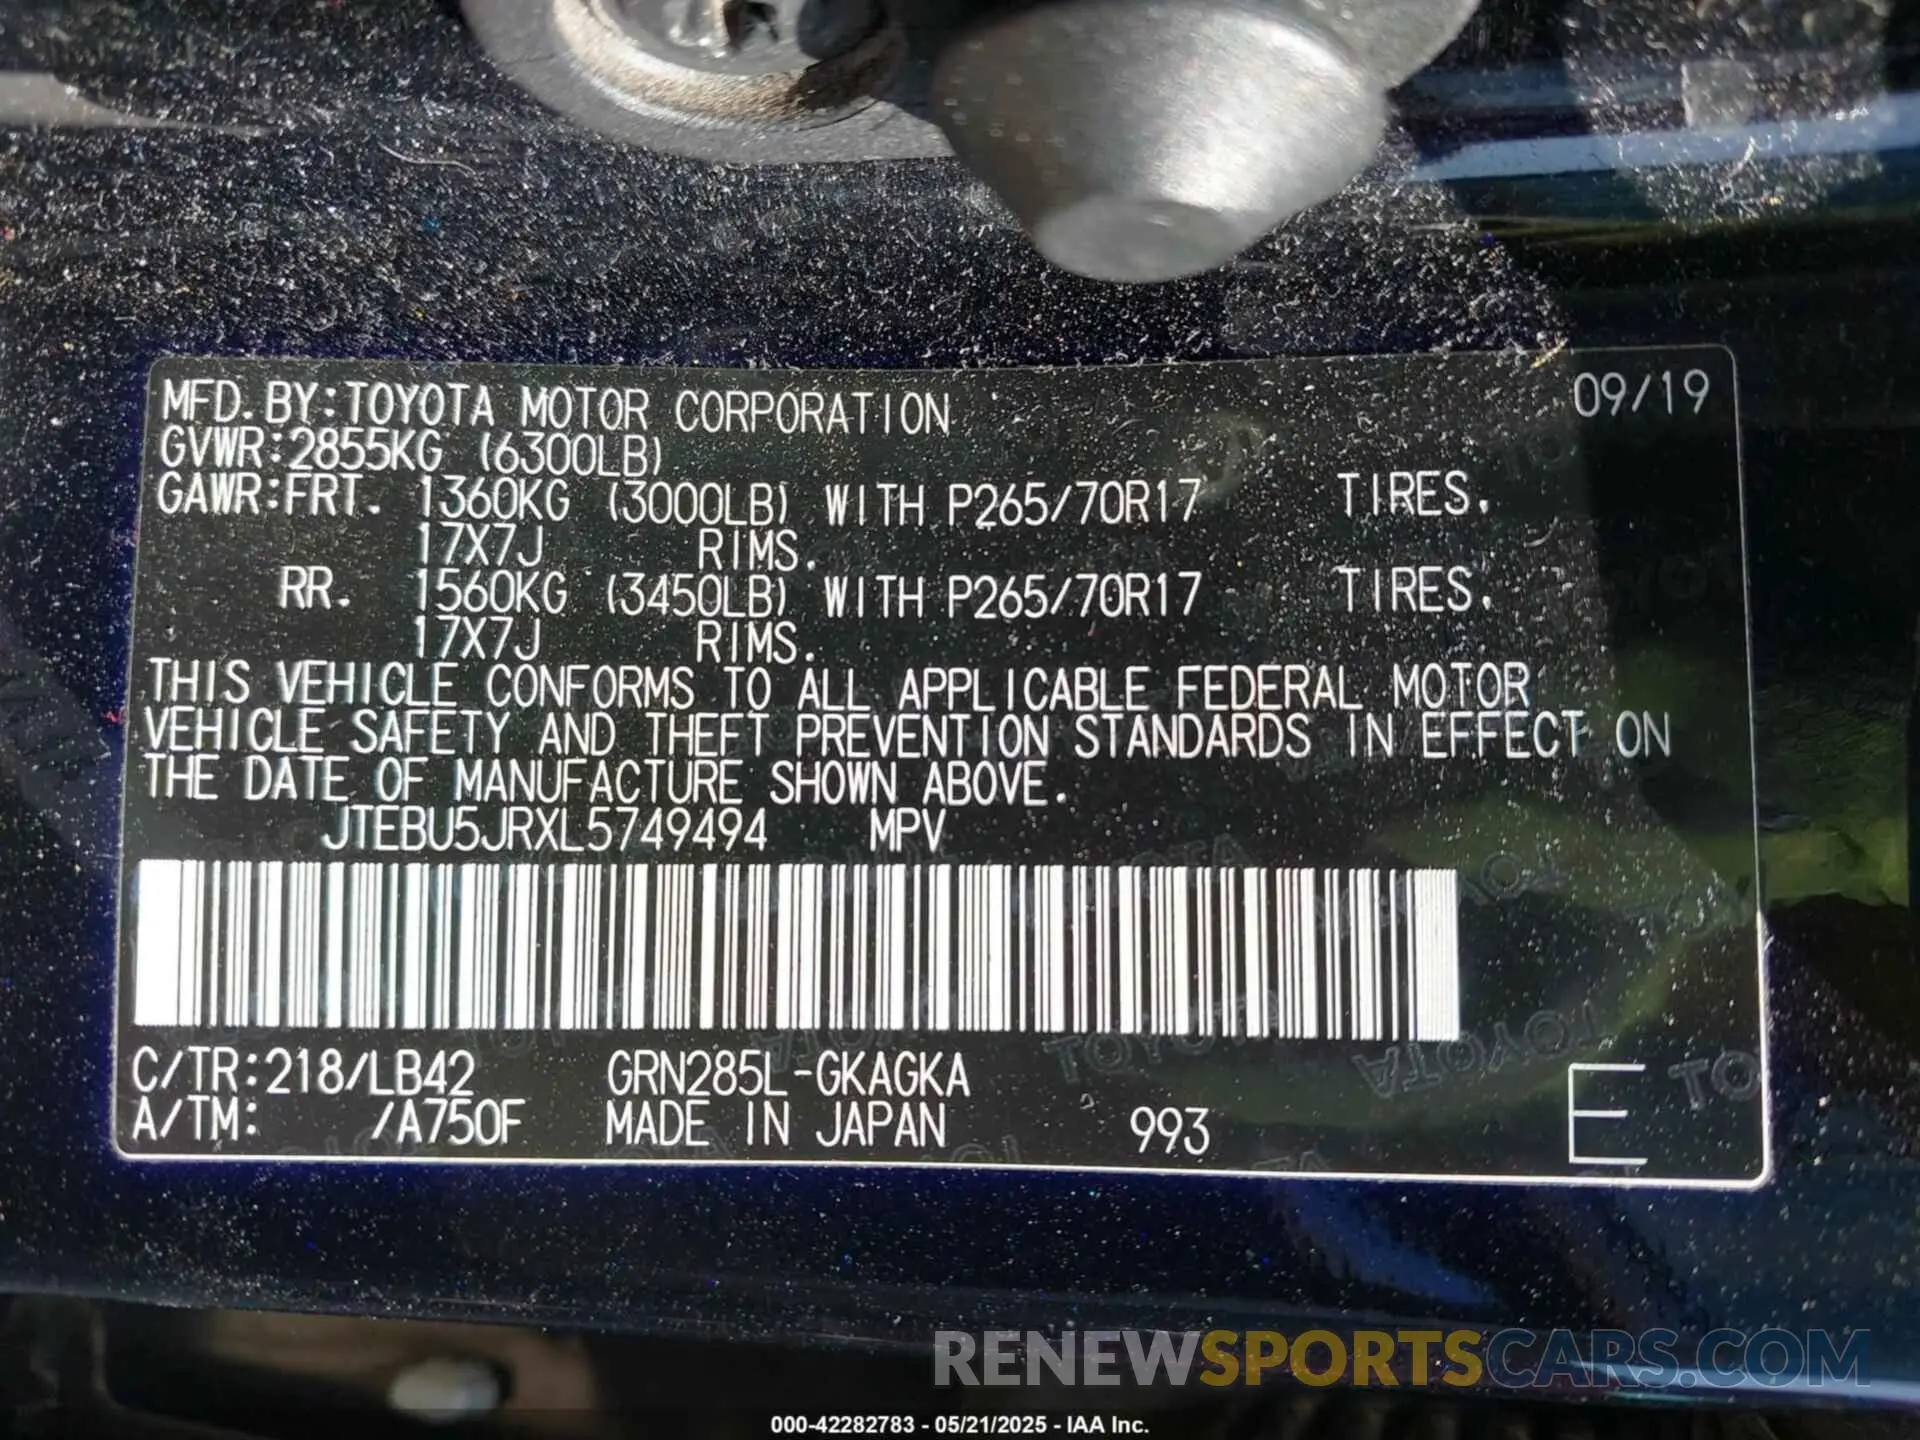 MFD. BY:TOYOTA MOTOR CORPORATION 09/19
GVWR:2855KG (6300LB)
GAWR:FRT. 1360KG (3000LB) WITH P265/70R17 TIRES.
17X7J RIMS.
RR. 1560KG (3450LB) WITH P265/70R17 TIRES.
17X7J RIMS.
THIS VEHICLE CONFORMS TO ALL APPLICABLE FEDERAL MOTOR
VEHICLE SAFETY AND THEFT PREVENTION STANDARDS IN EFFECT ON
THE DATE OF MANUFACTURE SHOWN ABOVE.
JTEBU5JRXL5749494 MPV
C/TR:218/LB42 GRN285L-GKAGKA
A/TM: /A750F MADE IN JAPAN 993 E
RENEWSPORTSCARS.COM
000-42282783 - 05/21/2025 - IAA Inc.